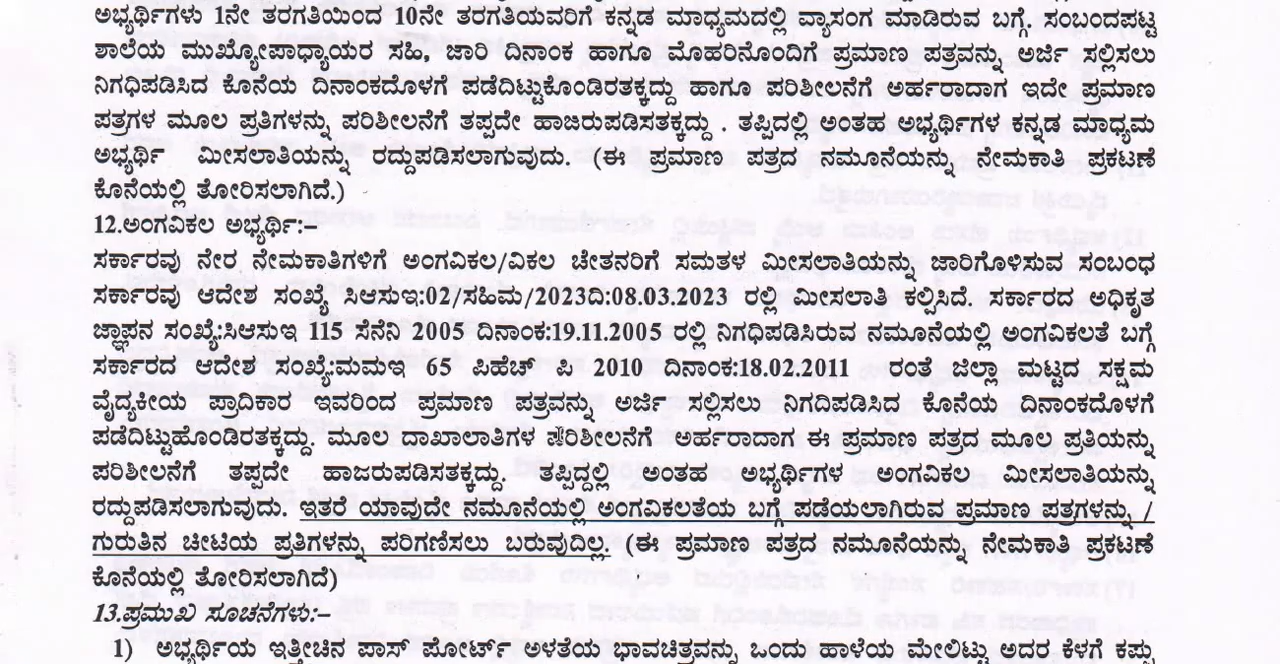 ಅಭ್ಯರ್ಥಿಗಳು 1ನೇ ತರಗತಿಯಿಂದ 10ನೇ ತರಗತಿಯವರಿಗೆ ಕನ್ನಡ ಮಾಧ್ಯಮದಲ್ಲಿ ವ್ಯಾಸಂಗ ಮಾಡಿರುವ ಬಗ್ಗೆ. ಸಂಬಂದಪಟ್ಟ
ಶಾಲೆಯ ಮುಖ್ಯೋಪಾಧ್ಯಾಯರ ಸಹಿ, ಜಾರಿ ದಿನಾಂಕ ಹಾಗೂ ಮೊಹರಿನೊಂದಿಗೆ ಪ್ರಮಾಣ ಪತ್ರವನ್ನು ಅರ್ಜಿ ಸಲ್ಲಿಸಲು
ನಿಗಧಿಪಡಿಸಿದ ಕೊನೆಯ ದಿನಾಂಕದೊಳಗೆ ಪಡೆದಿಟ್ಟುಕೊಂಡಿರತಕ್ಕದ್ದು ಹಾಗೂ ಪರಿಶೀಲನೆಗೆ ಅರ್ಹರಾದಾಗ ಇದೇ ಪ್ರಮಾಣ
ಪತ್ರಗಳ ಮೂಲ ಪ್ರತಿಗಳನ್ನು ಪರಿಶೀಲನೆಗೆ ತಪ್ಪದೇ ಹಾಜರುಪಡಿಸತಕ್ಕದ್ದು . ತಪ್ಪಿದಲ್ಲಿ ಅಂತಹ ಅಭ್ಯರ್ಥಿಗಳ ಕನ್ನಡ ಮಾಧ್ಯಮ
ಅಭ್ಯರ್ಥಿ ಮೀಸಲಾತಿಯನ್ನು ರದ್ದುಪಡಿಸಲಾಗುವುದು. (ಈ ಪ್ರಮಾಣ ಪತ್ರದ ನಮೂನೆಯನ್ನು ನೇಮಕಾತಿ ಪ್ರಕಟಣೆ
ಕೊನೆಯಲ್ಲಿ ತೋರಿಸಲಾಗಿದೆ.)
12.ಅಂಗವಿಕಲ ಅಭ್ಯರ್ಥಿ:–
ಸರ್ಕಾರವು ನೇರ ನೇಮಕಾತಿಗಳಿಗೆ ಅಂಗವಿಕಲ/ವಿಕಲ ಚೇತನರಿಗೆ ಸಮತಳ ಮೀಸಲಾತಿಯನ್ನು ಜಾರಿಗೊಳಿಸುವ ಸಂಬಂಧ
ಸರ್ಕಾರವು ಆದೇಶ ಸಂಖ್ಯೆ ಸಿಆಸುಇ:02/ಸಹಿಮ/2023ದಿ:08.03.2023 ರಲ್ಲಿ ಮೀಸಲಾತಿ ಕಲ್ಪಿಸಿದೆ. ಸರ್ಕಾರದ ಅಧಿಕೃತ
ಜ್ಞಾಪನ ಸಂಖ್ಯೆ:ಸಿಆಸುಇ 115 ಸೆನೆನಿ 2005 ದಿನಾಂಕ:19.11.2005 ರಲ್ಲಿ ನಿಗಧಿಪಡಿಸಿರುವ ನಮೂನೆಯಲ್ಲಿ ಅಂಗವಿಕಲತೆ ಬಗ್ಗೆ
ಸರ್ಕಾರದ ಆದೇಶ ಸಂಖ್ಯೆ:ಮಮಇ 65 ಪಿಹೆಚ್ ಪಿ 2010 ದಿನಾಂಕ:18.02.2011 ರಂತೆ ಜಿಲ್ಲಾ ಮಟ್ಟದ ಸಕ್ಷಮ
ವೈದ್ಯಕೀಯ ಪ್ರಾದಿಕಾರ ಇವರಿಂದ ಪ್ರಮಾಣ ಪತ್ರವನ್ನು ಅರ್ಜಿ ಸಲ್ಲಿಸಲು ನಿಗದಿಪಡಿಸಿದ ಕೊನೆಯ ದಿನಾಂಕದೊಳಗೆ
ಪಡೆದಿಟ್ಟುಹೊಂಡಿರತಕ್ಕದ್ದು. ಮೂಲ ದಾಖಾಲಾತಿಗಳ ಪರಿಶೀಲನೆಗೆ ಅರ್ಹರಾದಾಗ ಈ ಪ್ರಮಾಣ ಪತ್ರದ ಮೂಲ ಪ್ರತಿಯನ್ನು
ಪರಿಶೀಲನೆಗೆ ತಪ್ಪದೇ ಹಾಜರುಪಡಿಸತಕ್ಕದ್ದು. ತಪ್ಪಿದ್ದಲ್ಲಿ ಅಂತಹ ಅಭ್ಯರ್ಥಿಗಳ ಅಂಗವಿಕಲ ಮೀಸಲಾತಿಯನ್ನು
ರದ್ದುಪಡಿಸಲಾಗುವುದು. ಇತರೆ ಯಾವುದೇ ನಮೂನೆಯಲ್ಲಿ ಅಂಗವಿಕಲತೆಯ ಬಗ್ಗೆ ಪಡೆಯಲಾಗಿರುವ ಪ್ರಮಾಣ ಪತ್ರಗಳನ್ನು /
ಗುರುತಿನ ಚೀಟಿಯ ಪ್ರತಿಗಳನ್ನು ಪರಿಗಣಿಸಲು ಬರುವುದಿಲ್ಲ. (ಈ ಪ್ರಮಾಣ ಪತ್ರದ ನಮೂನೆಯನ್ನು ನೇಮಕಾತಿ ಪ್ರಕಟಣೆ
ಕೊನೆಯಲ್ಲಿ ತೋರಿಸಲಾಗಿದೆ)
13.ಪ್ರಮುಖ ಸೂಚನೆಗಳು:–
1) ಅಭ್ಯರ್ಥಿಯ ಇತ್ತೀಚಿನ ಪಾಸ್ ಪೋರ್ಟ್ ಅಳತೆಯ ಭಾವಚಿತ್ರವನ್ನು ಒಂದು ಹಾಳೆಯ ಮೇಲಿಟ್ಟು ಅದರ ಕೆಳಗೆ ಕಪ್ಪು